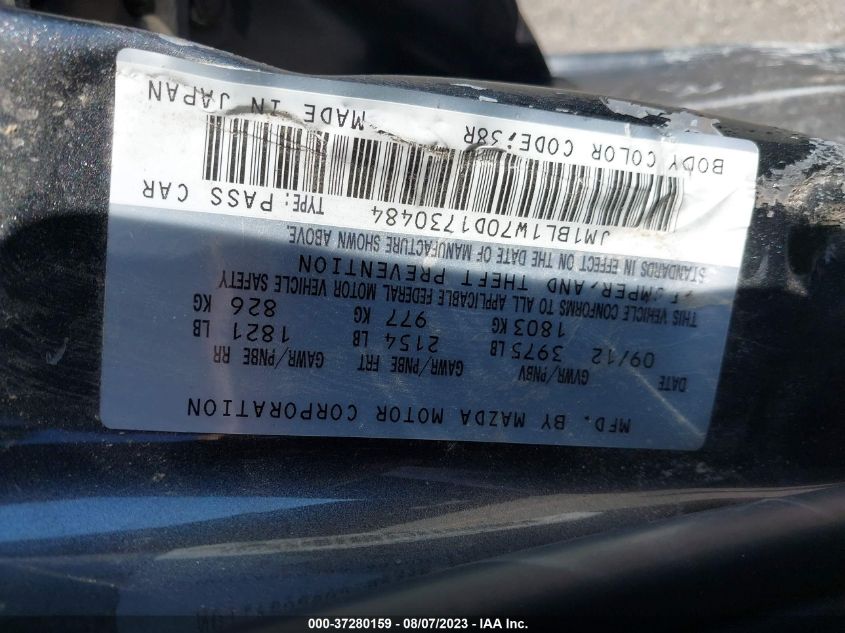 MFD. BY MAZDA MOTOR CORPORATION
DATE GVWR/PNBV GAWR/PNBE FRT GAWR/PNBE RR
09/12 3975 LB 2154 LB 1821 LB
1803 KG 977 KG 826 KG
THIS VEHICLE CONFORMS TO ALL APPLICABLE FEDERAL MOTOR VEHICLE SAFETY
AND THEFT PREVENTION
STANDARDS IN EFFECT ON THE DATE OF MANUFACTURE SHOWN ABOVE.
JM1BL1W70D1730484 TYPE: PASS CAR
BODY COLOR CODE:38R MADE IN JAPAN
000-37280159 - 08/07/2023 - IAA Inc.